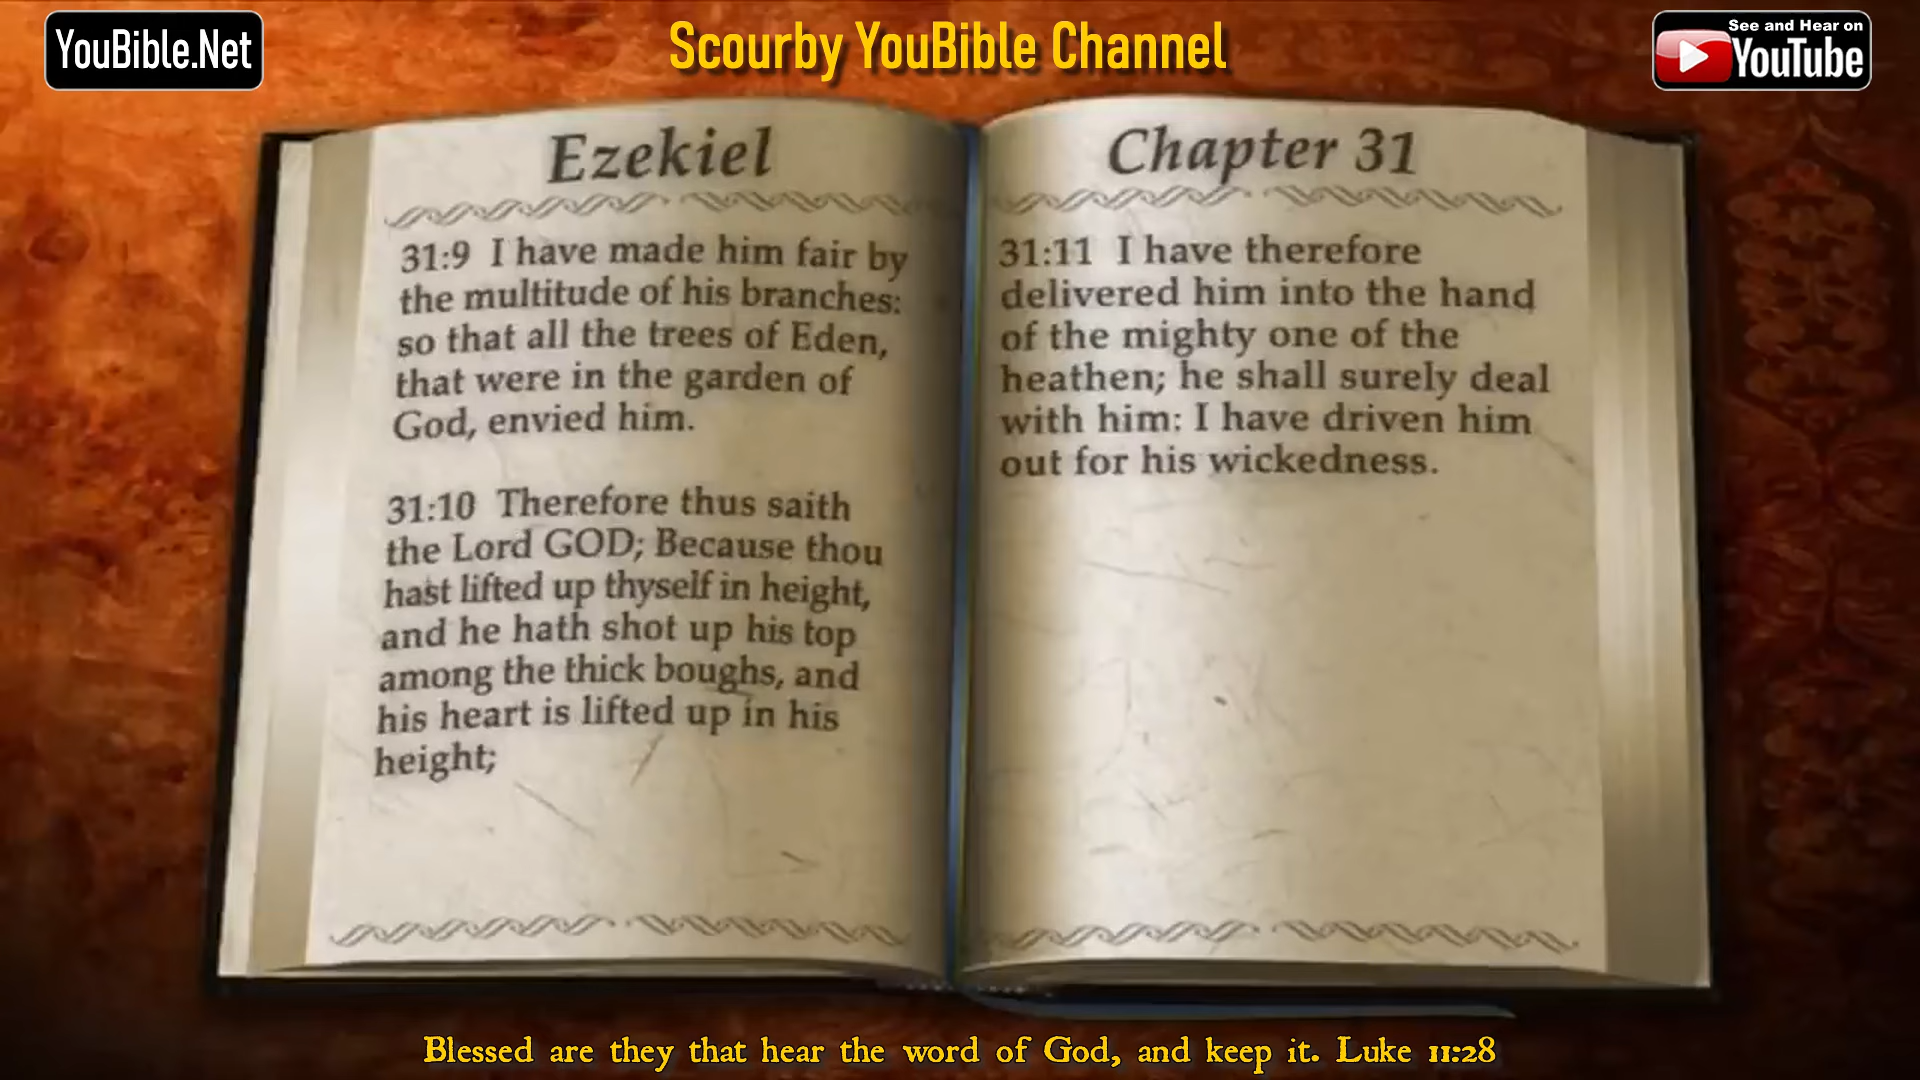 YouBible.Net
Scourby YouBible Channel
See and Hear on
YouTube
Ezekiel
31:9 I have made him fair by
the multitude of his branches:
so that all the trees of Eden,
that were in the garden of
God, envied him.
31:10 Therefore thus saith
the Lord GOD; Because thou
hast lifted up thyself in height,
and he hath shot up his top
among the thick boughs, and
his heart is lifted up in his
height;
Chapter 31
31:11 I have therefore
delivered him into the hand
of the mighty one of the
heathen; he shall surely deal
with him: I have driven him
out for his wickedness.
Blessed are they that hear the word of God, and keep it. Luke 11:28